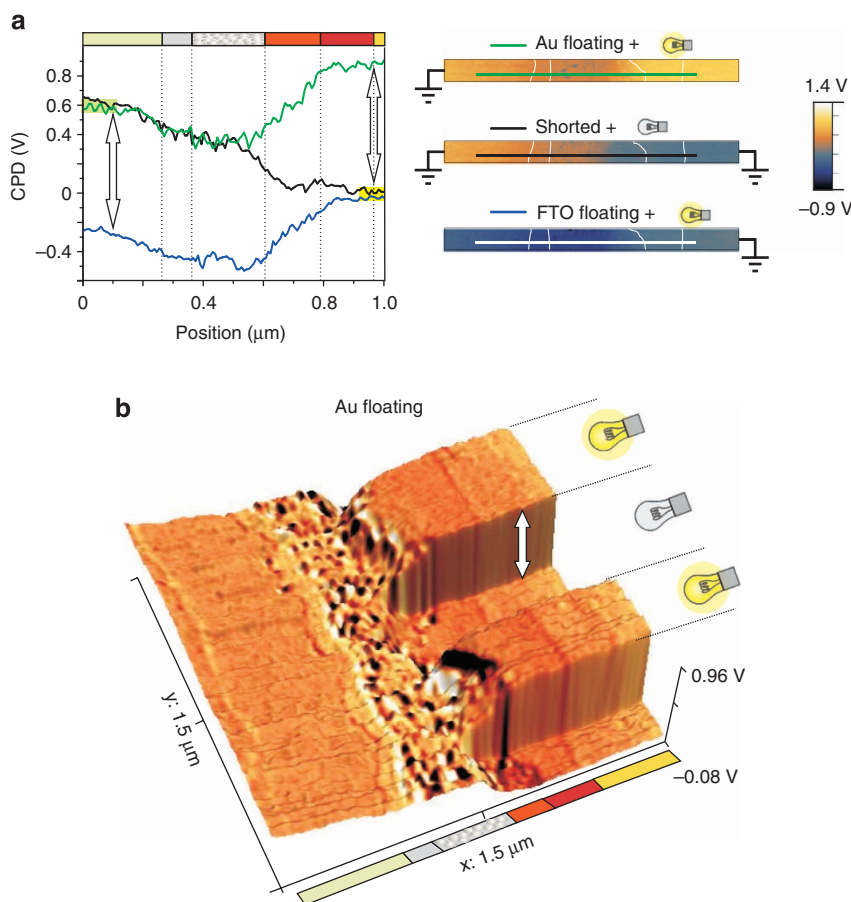 a
CPD (V)
0.8
0.6
0.4
0
−0.4
0
0.4
0.8
1.0
Position (μm)
Au floating +
Shorted +
FTO floating +
1.4 V
−0.9 V
b
Au floating
y: 1.5 μm
x: 1.5 μm
0.96 V
−0.08 V